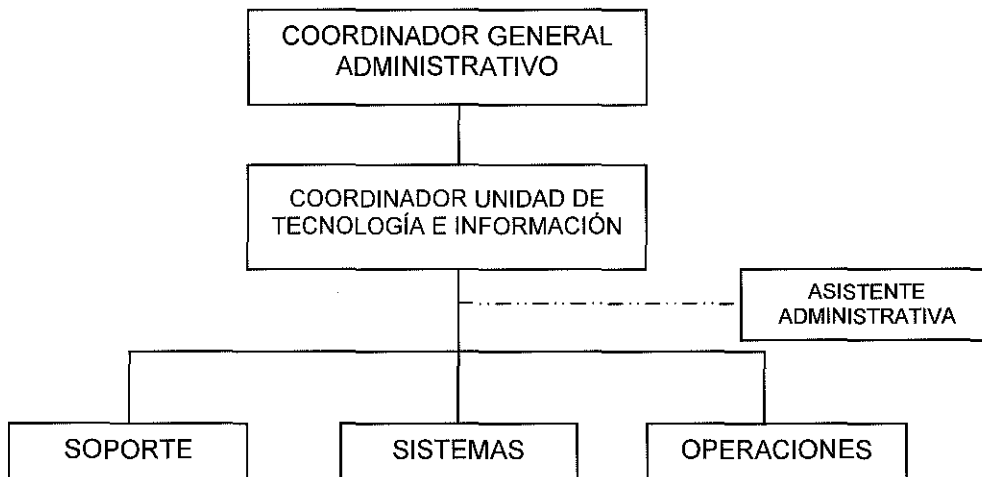 COORDINADOR GENERAL
ADMINISTRATIVO
COORDINADOR UNIDAD DE
TECNOLOGÍA E INFORMACIÓN
ASISTENTE
ADMINISTRATIVA
SOPORTE
SISTEMAS
OPERACIONES